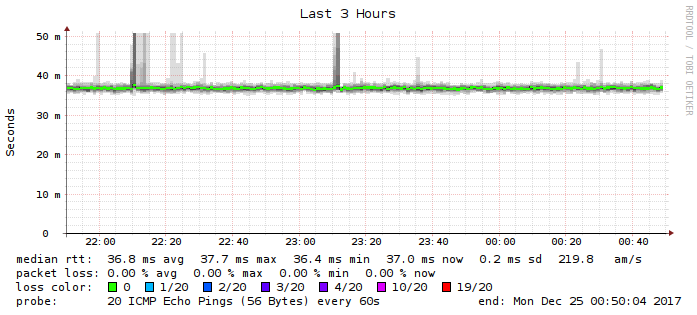 Last 3 Hours
RRDTOOL / TOBI OETIKER
Seconds
50 m
40 m
30 m
20 m
10 m
0
22:00 22:20 22:40 23:00 23:20 23:40 00:00 00:20 00:40
median rtt: 36.8 ms avg 37.7 ms max 36.4 ms min 37.0 ms now 0.2 ms sd 219.8 am/s
packet loss: 0.00 % avg 0.00 % max 0.00 % min 0.00 % now
loss color: 0 1/20 2/20 3/20 4/20 10/20 19/20
probe: 20 ICMP Echo Pings (56 Bytes) every 60s end: Mon Dec 25 00:50:04 2017